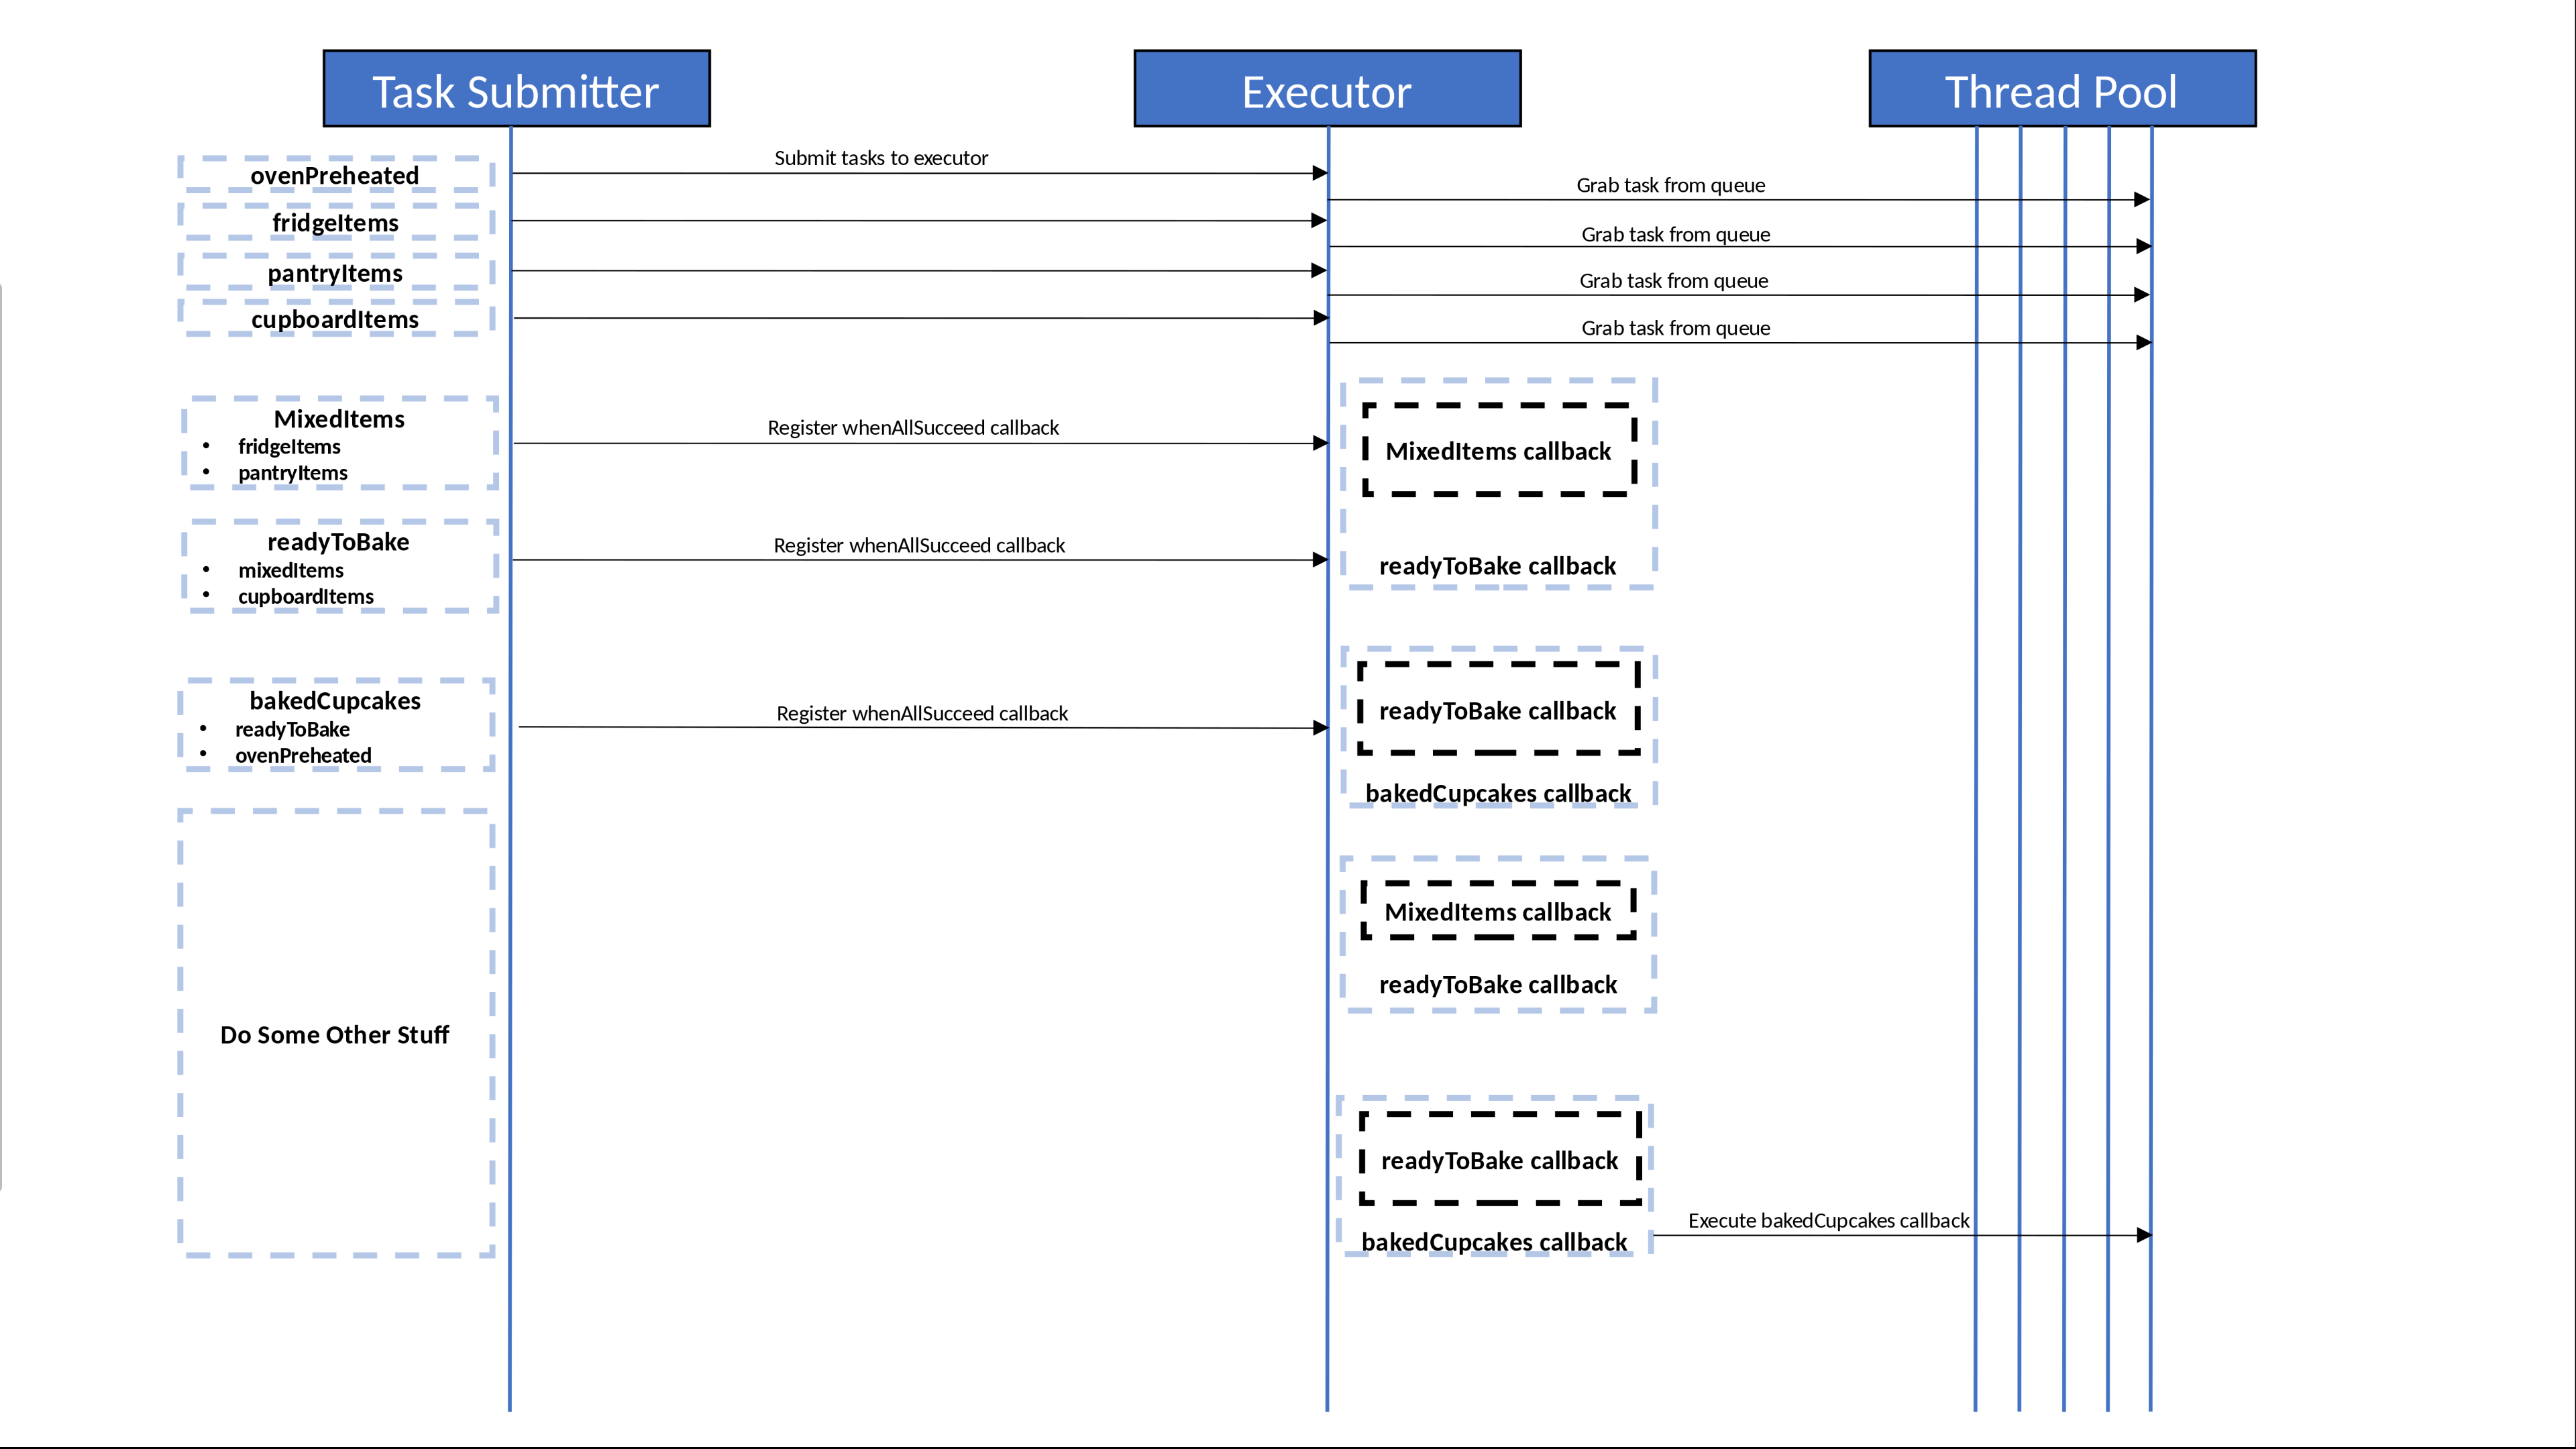 Task Submitter
Executor
Thread Pool
Submit tasks to executor
ovenPreheated
Grab task from queue
fridgeItems
Grab task from queue
pantryItems
Grab task from queue
cupboardItems
Grab task from queue
MixedItems
• fridgeItems
• pantryItems
Register whenAllSucceed callback
MixedItems callback
readyToBake
• mixedItems
• cupboardItems
Register whenAllSucceed callback
readyToBake callback
bakedCupcakes
• readyToBake
• ovenPreheated
Register whenAllSucceed callback
readyToBake callback
bakedCupcakes callback
MixedItems callback
readyToBake callback
Do Some Other Stuff
readyToBake callback
bakedCupcakes callback
Execute bakedCupcakes callback